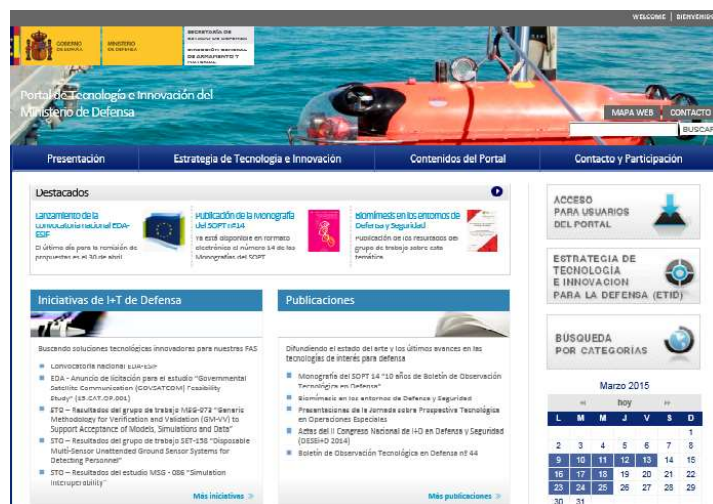 WELCOME | BIENVENIDO
GOBIERNO
DE ESPAÑA
MINISTERIO
DE DEFENSA
SECRETARÍA DE
ESTADO DE DEFENSA
DIRECCIÓN GENERAL
DE ARMAMENTO Y
MATERIAL
Portal de Tecnología e Innovación del
Ministerio de Defensa
MAPA WEB | CONTACTO
BUSCAR
Presentación
Estrategia de Tecnología e Innovación
Contenidos del Portal
Contacto y Participación
Destacados
Lanzamiento de la
convocatoria nacional EDA-
ESIF
El último día para la remisión de
propuestas es el 30 de abril
Publicación de la Monografía
del SOPT nº14
Ya está disponible en formato
electrónico el número 14 de las
Monografías del SOPT
Biomímesis en los entornos de
Defensa y Seguridad
Publicación de los resultados del
grupo de trabajo sobre esta
temática
Iniciativas de I+T de Defensa
Buscando soluciones tecnológicas innovadoras para nuestras FAS
Convocatoria nacional EDA-ESIF
EDA - Anuncio de licitación para el estudio "Governmental
Satellite Communication (GOVSATCOM) Feasibility
Study" (15.CAT.OP.001)
STO – Resultados del grupo de trabajo MSG-073 "Generic
Methodology for Verification and Validation (GM-VV) to
Support Acceptance of Models, Simulations and Data"
STO – Resultados del grupo de trabajo SET-158 "Disposable
Multi-Sensor Unattended Ground Sensor Systems for
Detecting Personnel"
STO – Resultados del estudio MSG - 086 "Simulation
Interoperability"
Más iniciativas »
Publicaciones
Difundiendo el estado del arte y los últimos avances en las
tecnologías de interés para defensa
Monografía del SOPT 14 "10 años de Boletín de Observación
Tecnológica en Defensa"
Biomímesis en los entornos de Defensa y Seguridad
Presentaciones de la Jornada sobre Prospectiva Tecnológica
en Operaciones Especiales
Actas del II Congreso Nacional de I+D en Defensa y Seguridad
(DESEi+D 2014)
Boletín de Observación Tecnológica en Defensa nº 44
Más publicaciones »
ACCESO
PARA USUARIOS
DEL PORTAL
ESTRATEGIA DE
TECNOLOGÍA
E INNOVACIÓN
PARA LA DEFENSA (ETID)
BÚSQUEDA
POR CATEGORÍAS
Marzo 2015
« hoy »
L M M J V S D
1
2 3 4 5 6 7 8
9 10 11 12 13 14 15
16 17 18 19 20 21 22
23 24 25 26 27 28 29
30 31